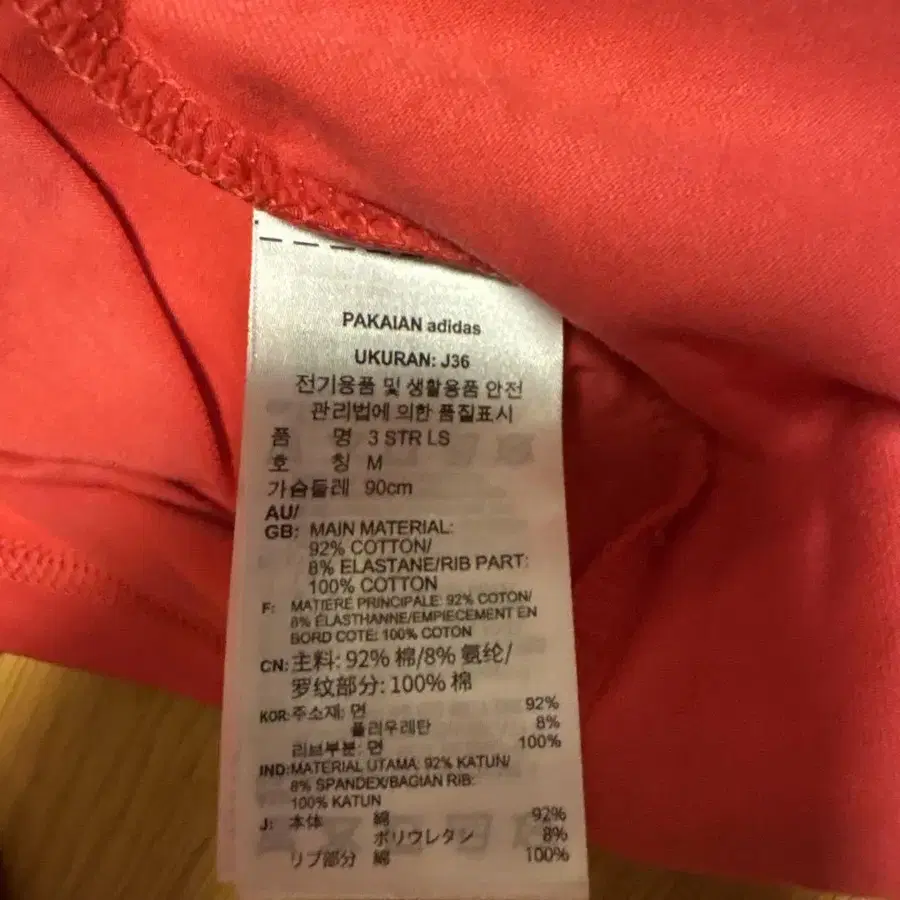 PAKAIAN adidas
UKURAN: J36
전기용품 및 생활용품 안전
관리법에 의한 품질표시
품 명 3 STR LS
호 칭 M
가슴둘레 90cm
AU/
GB: MAIN MATERIAL:
92% COTTON/
8% ELASTANE/RIB PART:
100% COTTON
F: MATIERE PRINCIPALE: 92% COTON/
8% ÉLASTHANNE/EMPIECEMENT EN
BORD COTE: 100% COTON
CN: 主料: 92% 棉/8% 氨纶/
罗纹部分: 100% 棉
KOR: 주소재: 면 92%
폴리우레탄 8%
리브부분: 면 100%
IND: MATERIAL UTAMA: 92% KATUN/
8% SPANDEX/BAGIAN RIB:
100% KATUN
J: 本体 綿 92%
ポリウレタン 8%
リブ部分 綿 100%